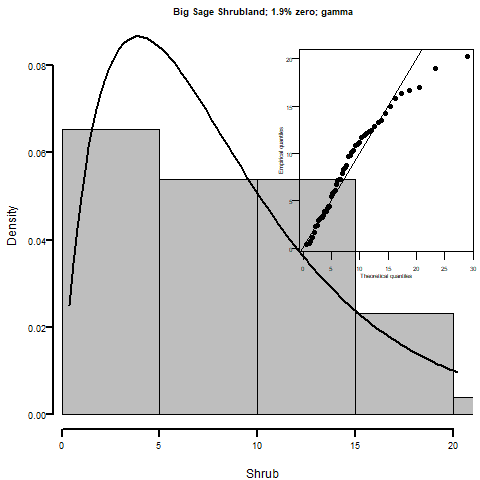 Big Sage Shrubland; 1.9% zero; gamma
Density
0.08
0.06
0.04
0.02
0.00
0 5 10 15 20
Shrub
Empirical quantiles
20
15
10
5
0
0 5 10 15 20 25 30
Theoretical quantiles